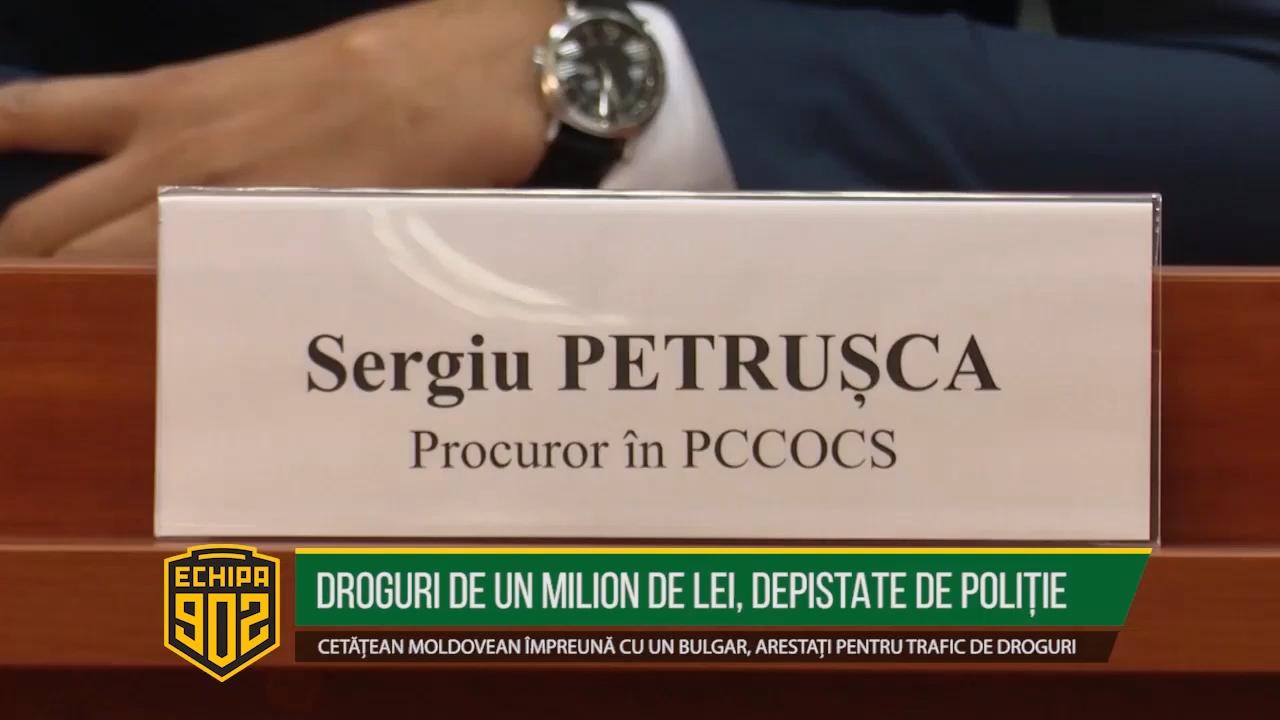 Sergiu PETRUȘCA
Procuror în PCCOCS
ECHIPA
902
DROGURI DE UN MILION DE LEI, DEPISTATE DE POLIȚIE
CETĂȚEAN MOLDOVEAN ÎMPREUNĂ CU UN BULGAR, ARESTAȚI PENTRU TRAFIC DE DROGURI